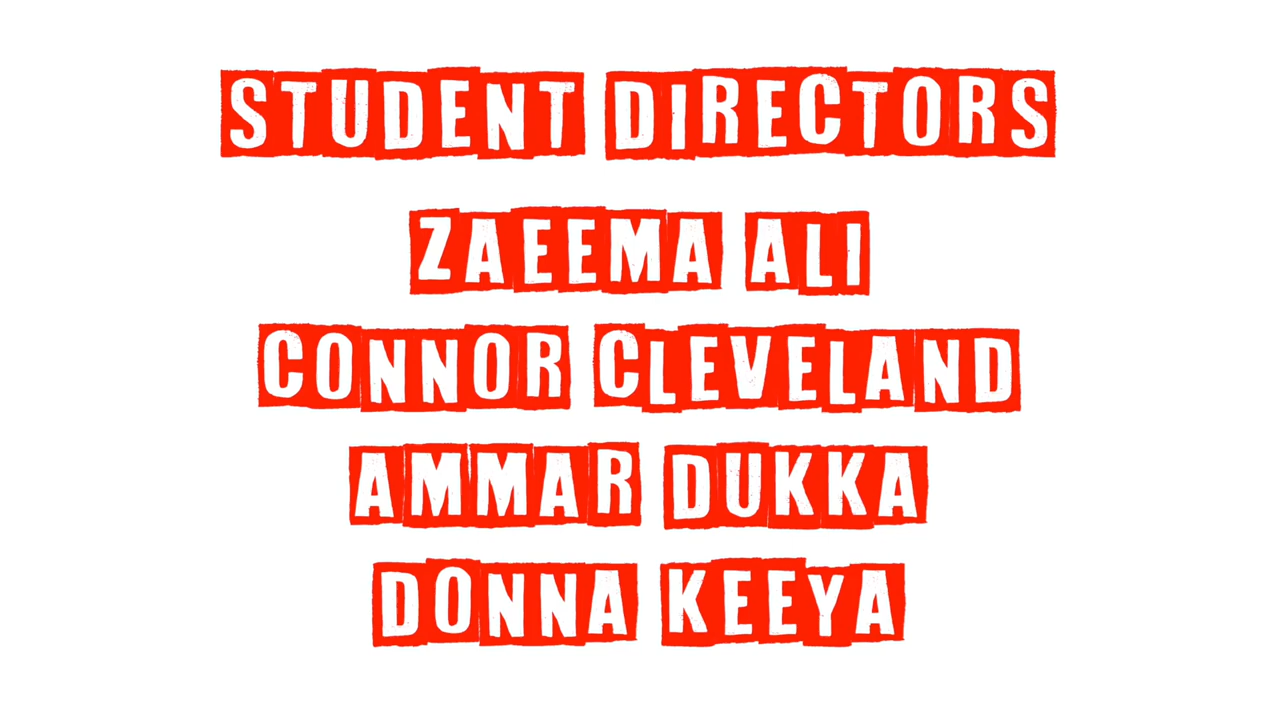 STUDENT DIRECTORS
ZAEEMA ALI
CONNOR CLEVELAND
AMMAR DUKKA
DONNA KEEYA